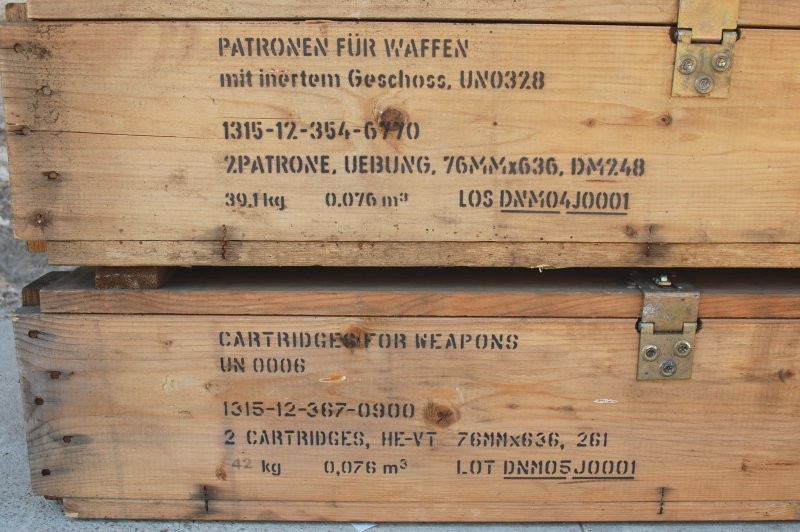 PATRONEN FÜR WAFFEN
mit inertem Geschoss, UN0328
1315-12-354-6770
2PATRONE, UEBUNG, 76MMx636, DM248
39.1 kg 0.076 m³ LOS DNM04J0001
CARTRIDGES FOR WEAPONS
UN 0006
1315-12-367-0900
2 CARTRIDGES, HE-VT 76MMx636, 261
42 kg 0,076 m³ LOT DNM05J0001